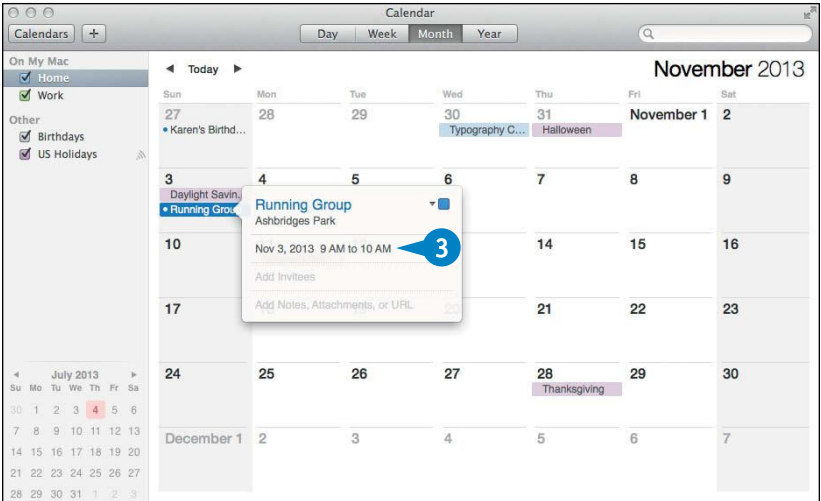 Calendar
Calendars +
Day Week Month Year
On My Mac
Home
Work
Other
Birthdays
US Holidays
Today
November 2013
Sun Mon Tue Wed Thu Fri Sat
27 28 29 30 31 November 1 2
Karen's Birthd... Typography C... Halloween
3 4 5 6 7 8 9
Daylight Savin...
Running Grou
Running Group
Ashbridges Park
Nov 3, 2013 9 AM to 10 AM
3
Add Invitees
Add Notes, Attachments, or URL
10 14 15 16
17 20 21 22 23
24 25 26 27 28 29 30
Thanksgiving
December 1 2 3 4 5 6 7
July 2013
Su Mo Tu We Th Fr Sa
30 1 2 3 4 5 6
7 8 9 10 11 12 13
14 15 16 17 18 19 20
21 22 23 24 25 26 27
28 29 30 31 1 2 3